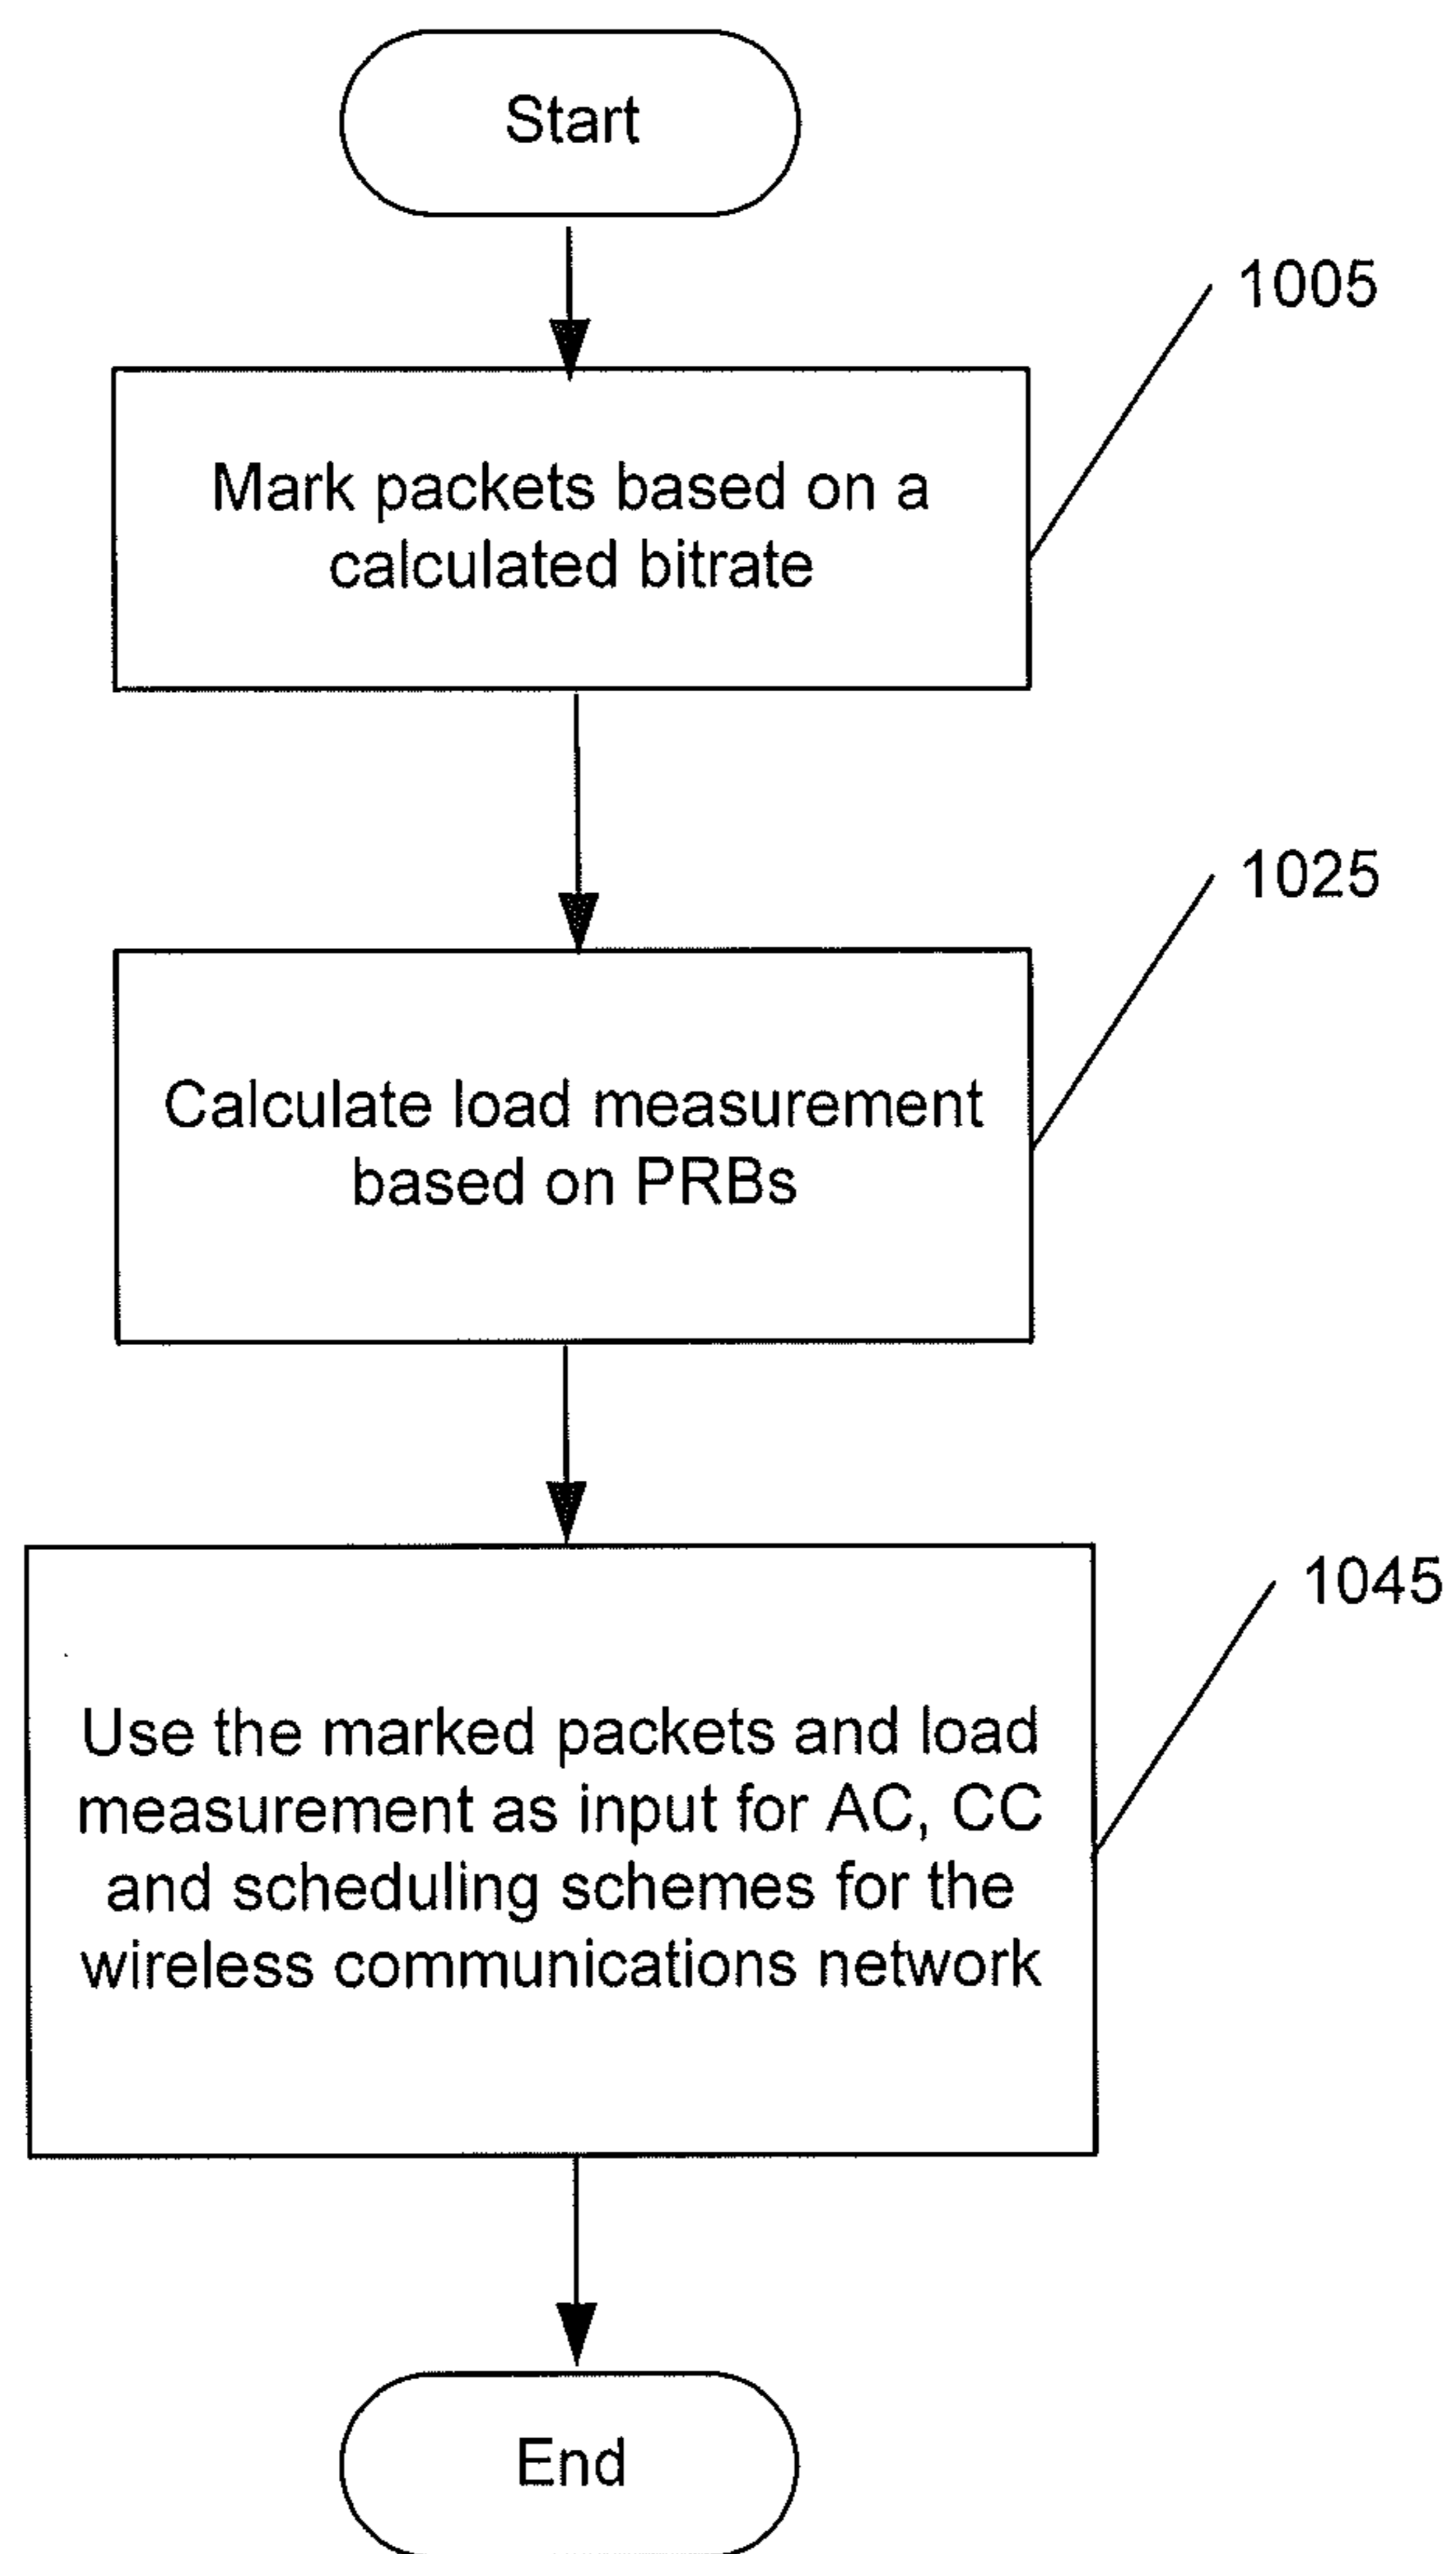 Start
1005
Mark packets based on a
calculated bitrate
1025
Calculate load measurement
based on PRBs
1045
Use the marked packets and load
measurement as input for AC, CC
and scheduling schemes for the
wireless communications network
End